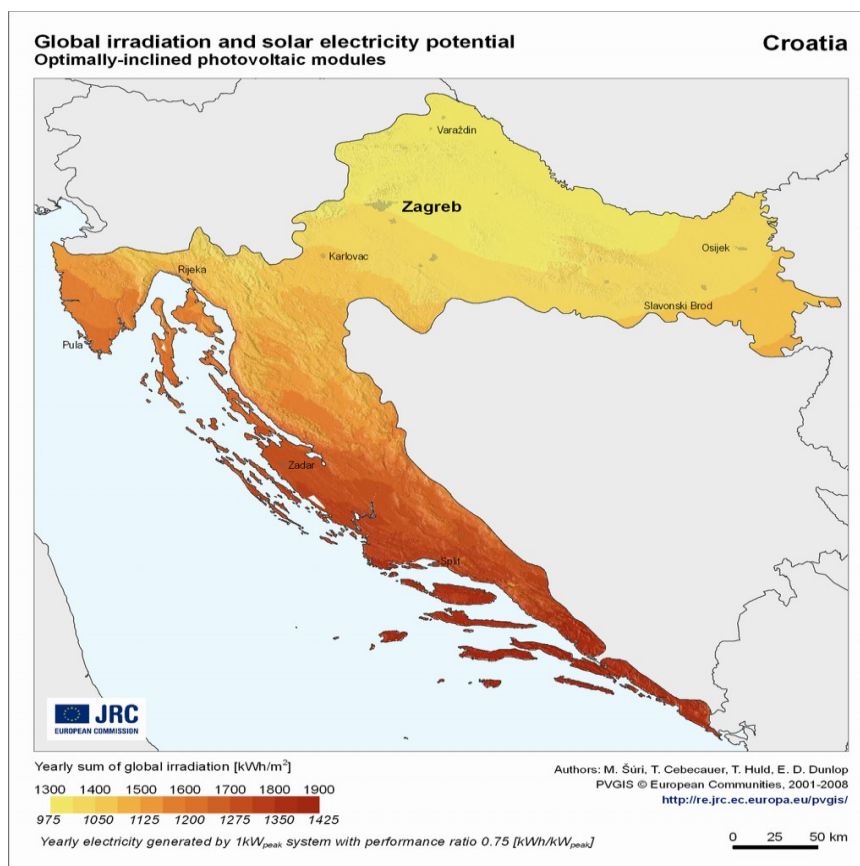 Global irradiation and solar electricity potential
Optimally-inclined photovoltaic modules
Croatia
Varaždin
Zagreb
Osijek
Karlovac
Rijeka
Slavonski Brod
Pula
Zadar
Split
JRC
EUROPEAN COMMISSION
Yearly sum of global irradiation [kWh/m²]
1300 1400 1500 1600 1700 1800 1900
975 1050 1125 1200 1275 1350 1425
Yearly electricity generated by 1kWpeak system with performance ratio 0.75 [kWh/kWpeak]
Authors: M. Šúri, T. Cebecauer, T. Huld, E. D. Dunlop
PVGIS © European Communities, 2001-2008
http://re.jrc.ec.europa.eu/pvgis/
0 25 50 km